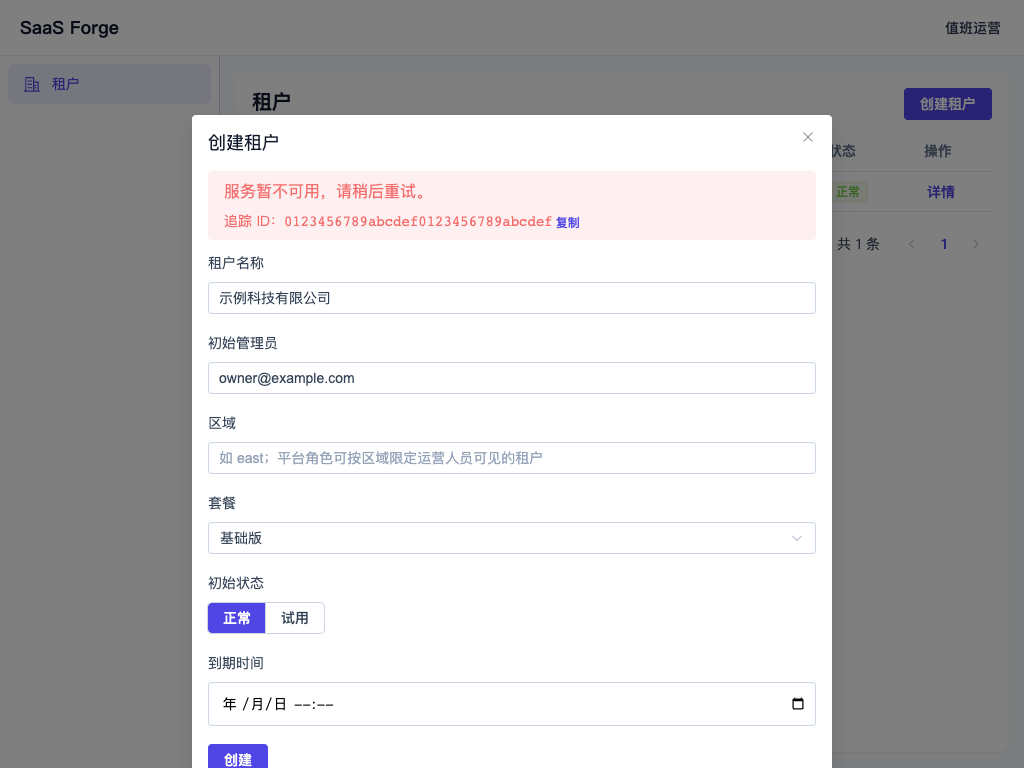 SaaS Forge
值班运营
租户
租户
创建租户
状态
操作
正常
详情
共 1 条
1
创建租户
服务暂不可用，请稍后重试。
追踪 ID：0123456789abcdef0123456789abcdef 复制
租户名称
示例科技有限公司
初始管理员
owner@example.com
区域
如 east；平台角色可按区域限定运营人员可见的租户
套餐
基础版
初始状态
正常 试用
到期时间
年 /月/日 --:--
创建